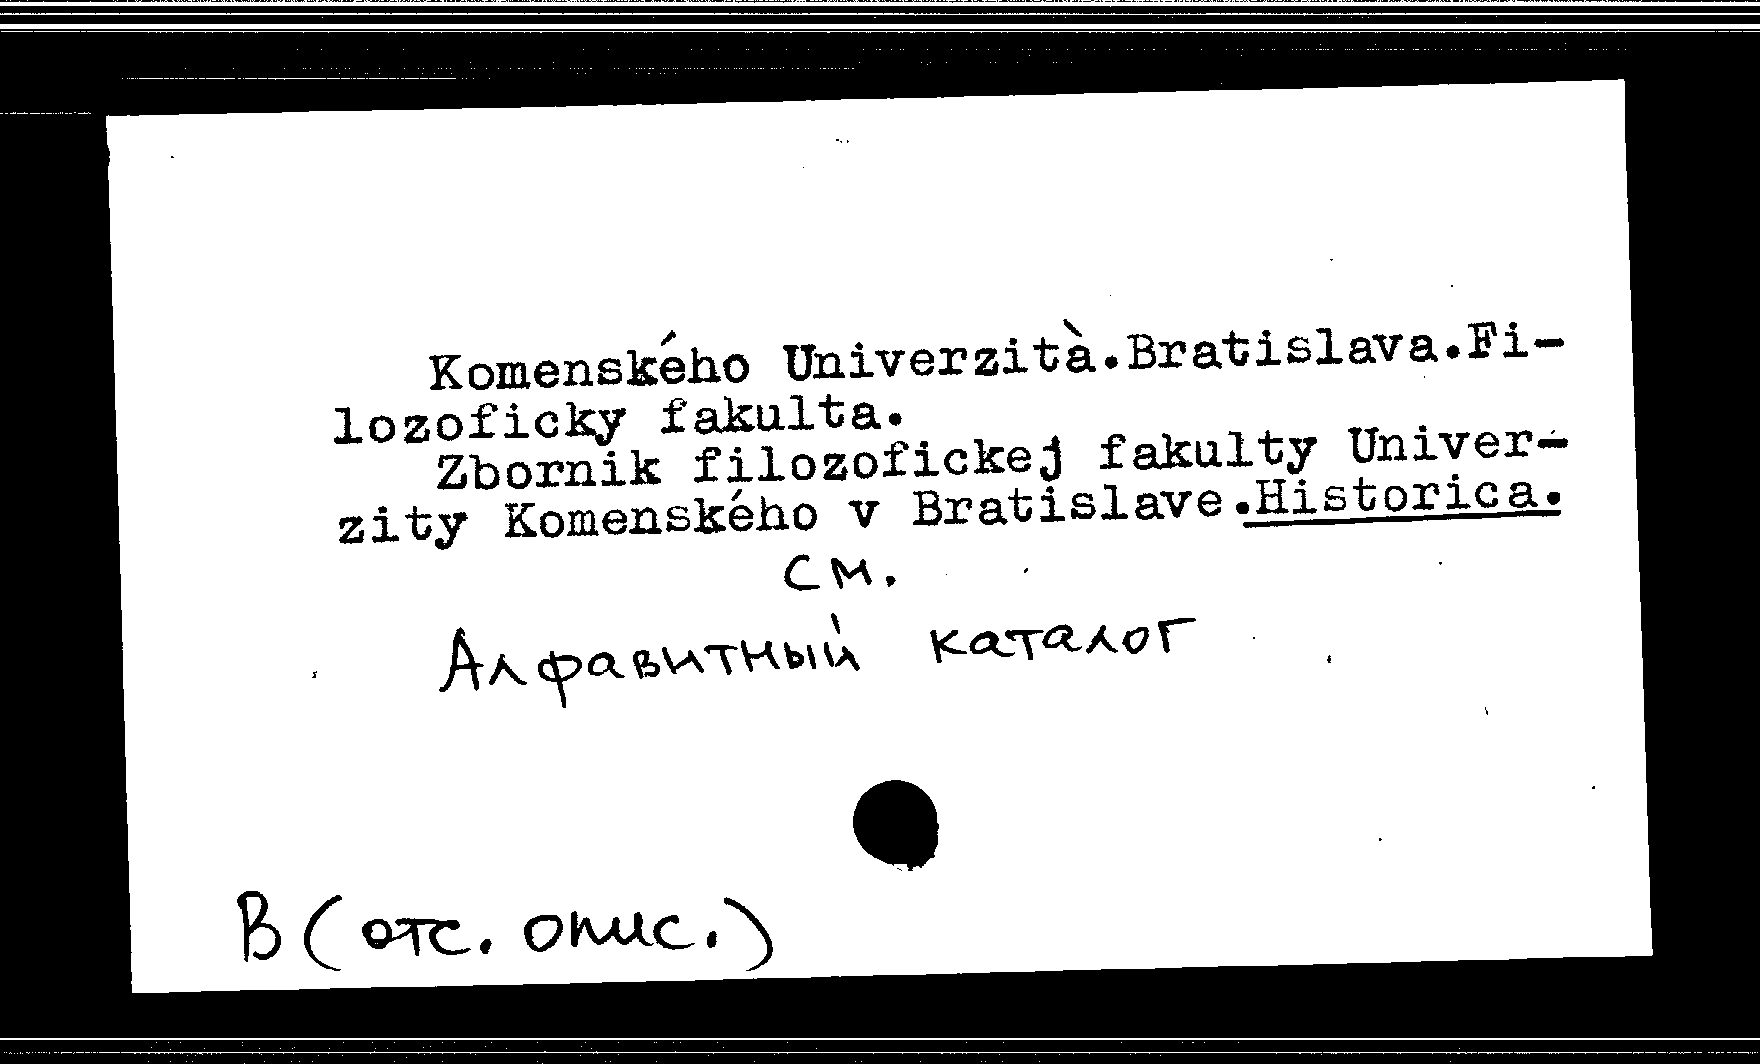 Komenského Univerzità.Bratislava.Fi-
lozoficky fakulta.
Zbornik filozofickej fakulty Univer-
zity Komenského v Bratislave.Historica.
см.
Алфавитный каталог
В (отс. опис.)